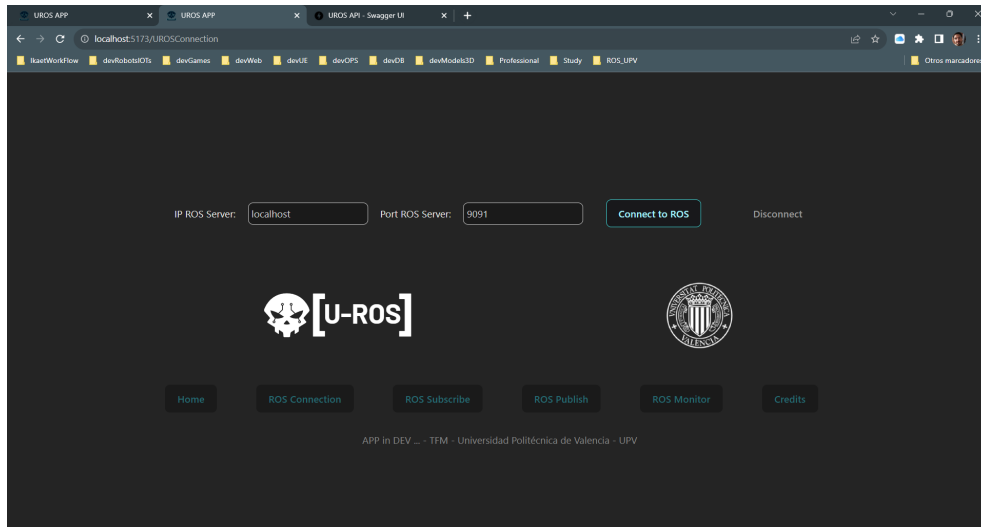 UROS APP UROS APP UROS API - Swagger UI
localhost:5173/UROSConnection
IkaetWorkFlow devRobotsIOTs devGames devWeb devUE devOPS devDB devModels3D Professional Study ROS_UPV Otros marcadores
IP ROS Server: localhost Port ROS Server: 9091 Connect to ROS Disconnect
[U-ROS]
UNIVERSITAT POLITECNICA
VALENCIA
Home ROS Connection ROS Subscribe ROS Publish ROS Monitor Credits
APP in DEV ... - TFM - Universidad Politécnica de Valencia - UPV